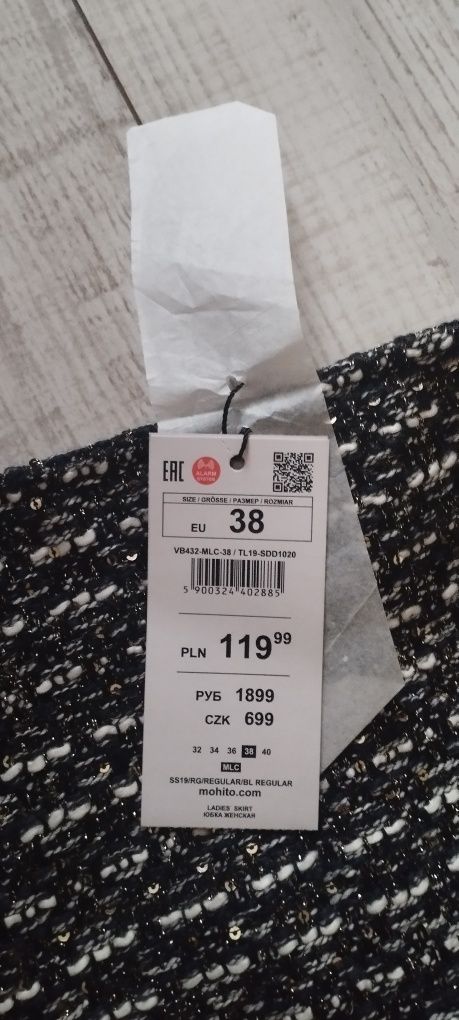 EAC
ALARM
SYSTEM
SIZE / GRÖSSE / РАЗМЕР / ROZMIAR
EU 38
VB432-MLC-38 / TL19-SDD1020
5 900324 402885
PLN 119 99
РУБ 1899
CZK 699
32 34 36 38 40
MLC
SS19/RG/REGULAR/BL REGULAR
mohito.com
LADIES` SKIRT
ЮБКА ЖЕНСКАЯ